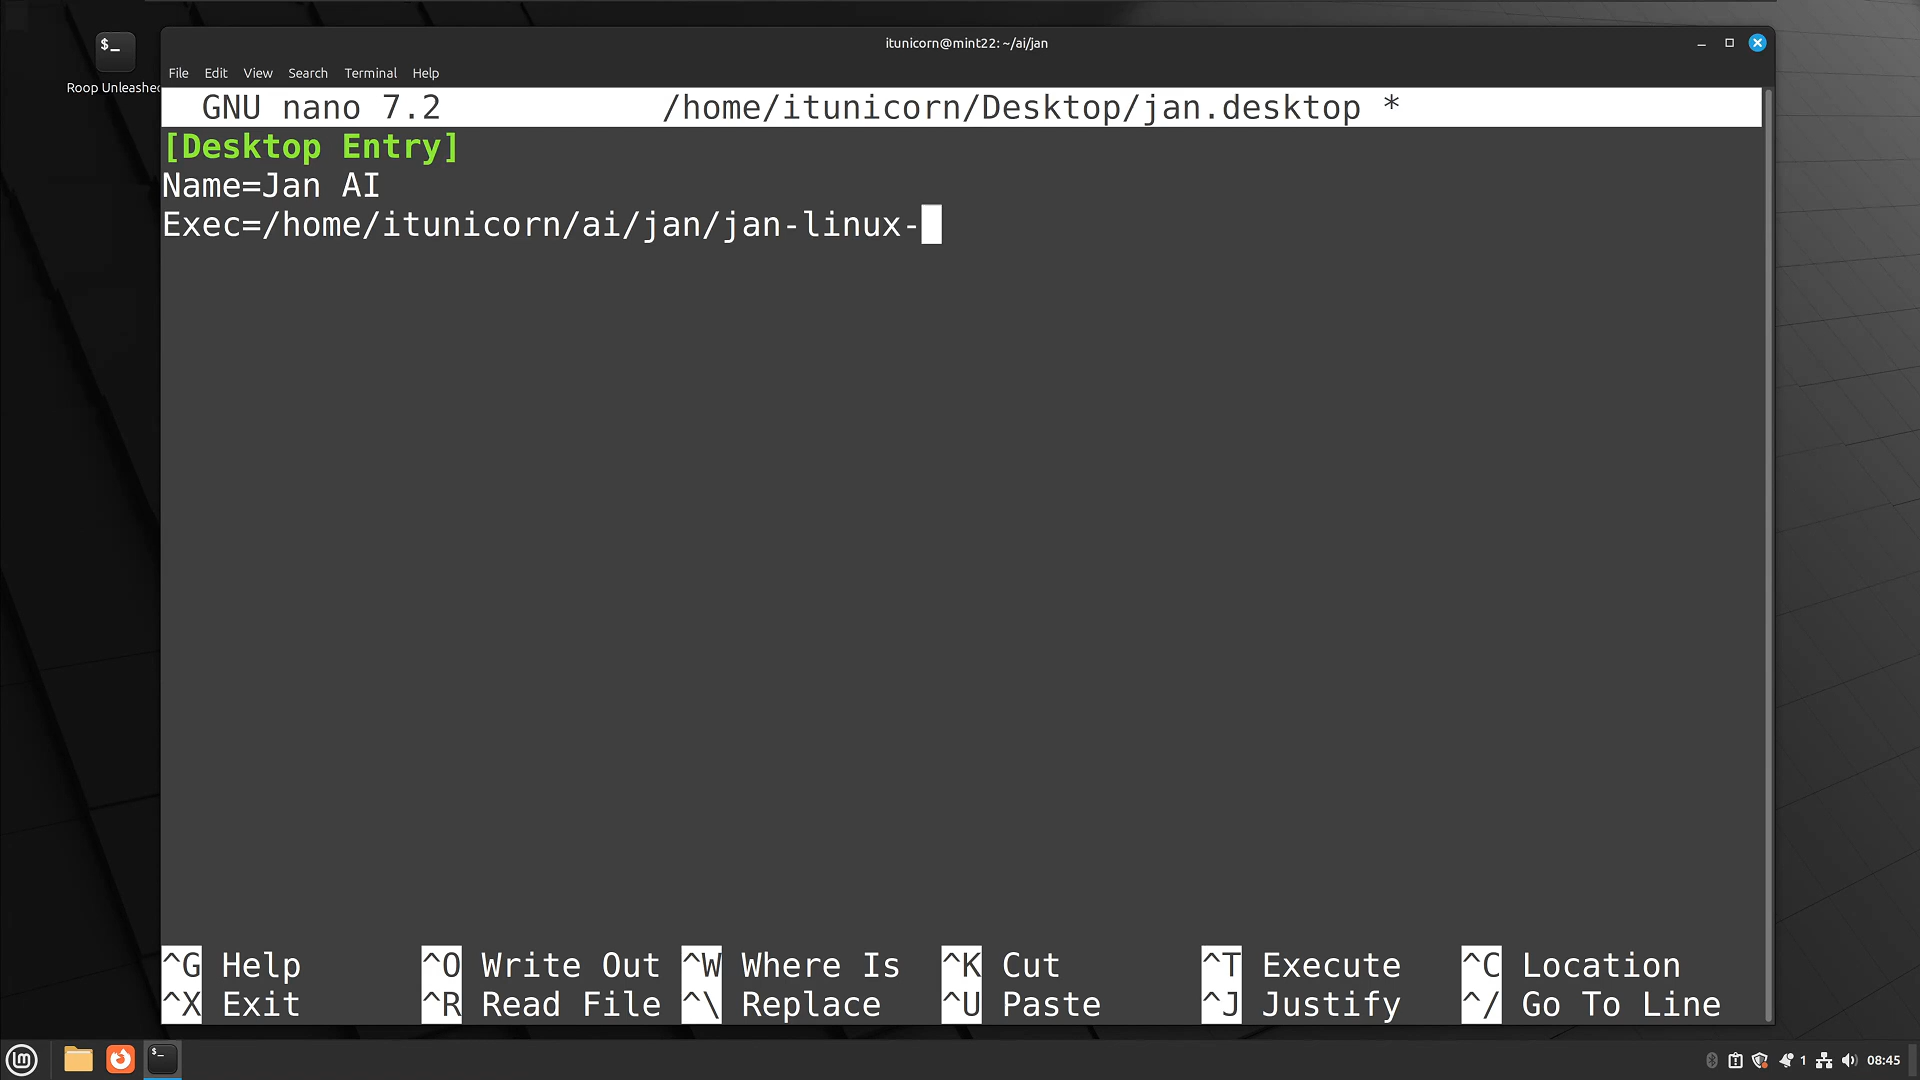 $_
Roop Unleashed
itunicorn@mint22: ~/ai/jan
File Edit View Search Terminal Help
GNU nano 7.2 /home/itunicorn/Desktop/jan.desktop *
[Desktop Entry]
Name=Jan AI
Exec=/home/itunicorn/ai/jan/jan-linux-
^G Help ^O Write Out ^W Where Is ^K Cut ^T Execute ^C Location
^X Exit ^R Read File ^\ Replace ^U Paste ^J Justify ^/ Go To Line
lm $_ 1 08:45